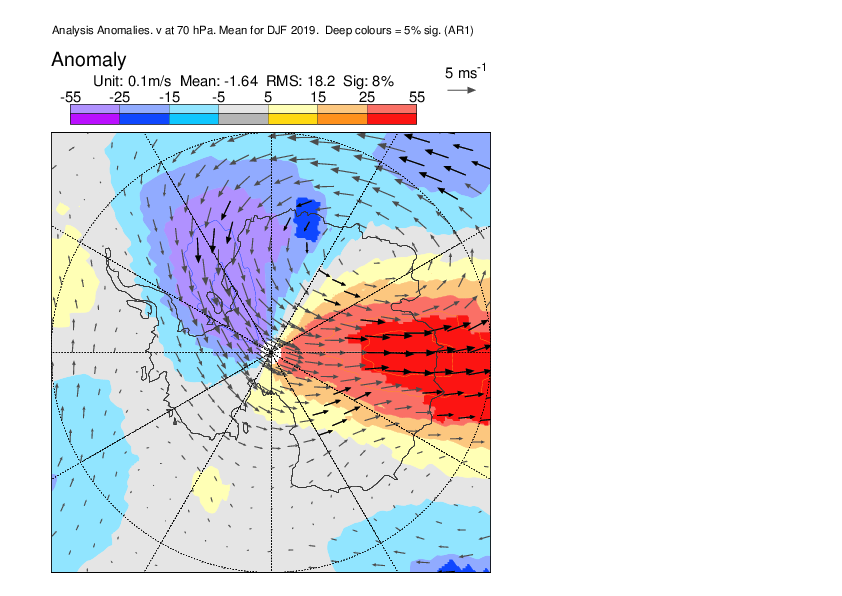 Analysis Anomalies. v at 70 hPa. Mean for DJF 2019.  Deep colours = 5% sig. (AR1)
Anomaly
5 ms-1
Unit: 0.1m/s  Mean: -1.64  RMS: 18.2  Sig: 8%
-55 -25 -15 -5 5 15 25 55